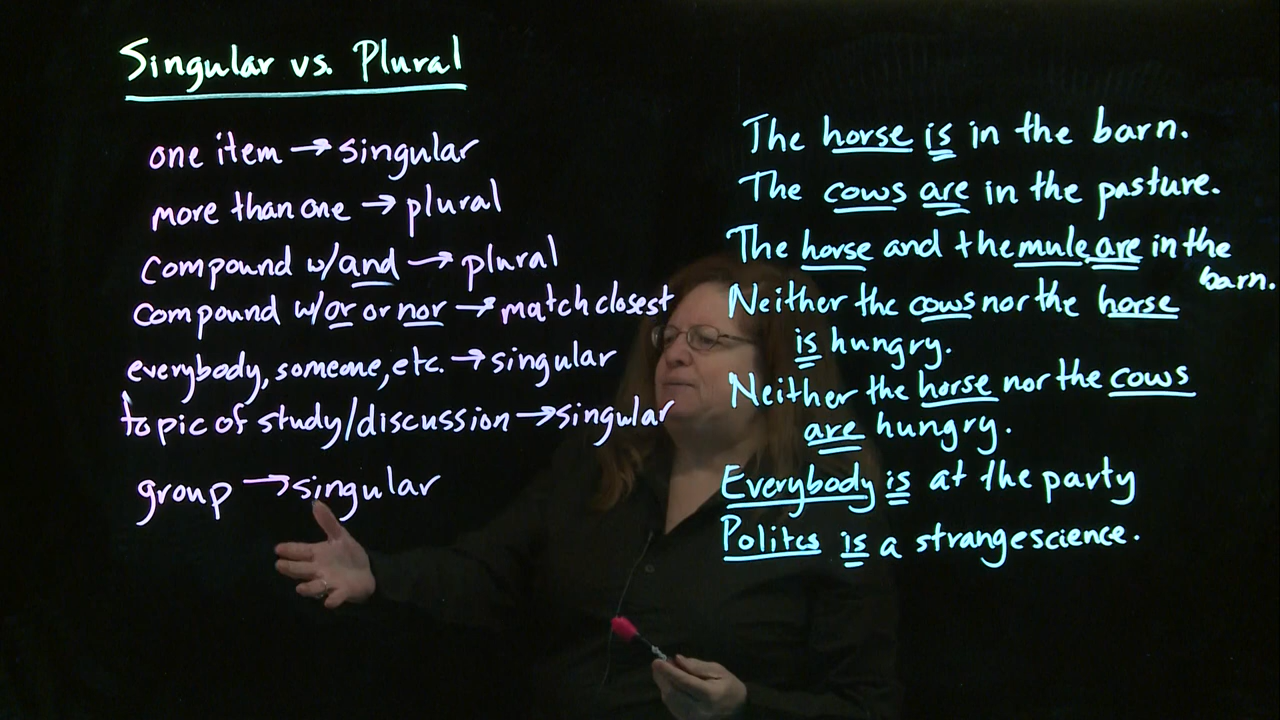 Singular vs. Plural
one item → singular
more than one → plural
compound w/and → plural
compound w/or or nor → match closest
everybody, someone, etc. → singular
topic of study/discussion → singular
group → singular
The horse is in the barn.
The cows are in the pasture.
The horse and the mule are in the
barn.
Neither the cows nor the horse
is hungry.
Neither the horse nor the cows
are hungry.
Everybody is at the party
Politcs is a strange science.